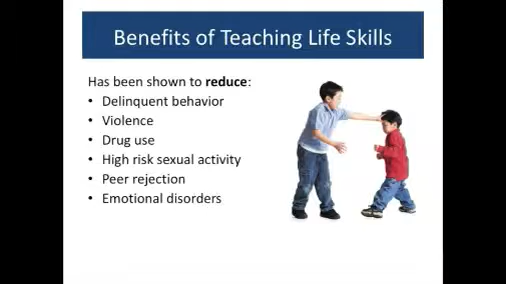 Benefits of Teaching Life Skills
Has been shown to reduce:
• Delinquent behavior
• Violence
• Drug use
• High risk sexual activity
• Peer rejection
• Emotional disorders